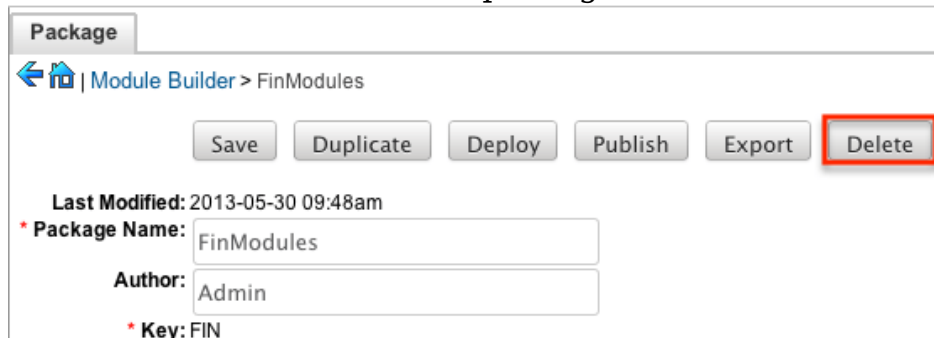 Package
| Module Builder > FinModules
Save Duplicate Deploy Publish Export Delete
Last Modified: 2013-05-30 09:48am
* Package Name: FinModules
Author: Admin
* Key: FIN